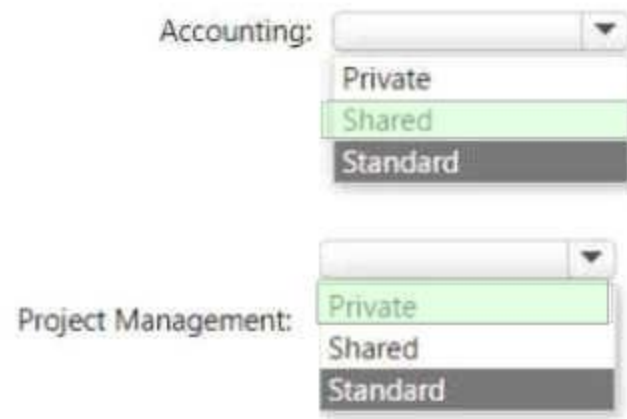 Accounting:
Private
Shared
Standard
Project Management:
Private
Shared
Standard